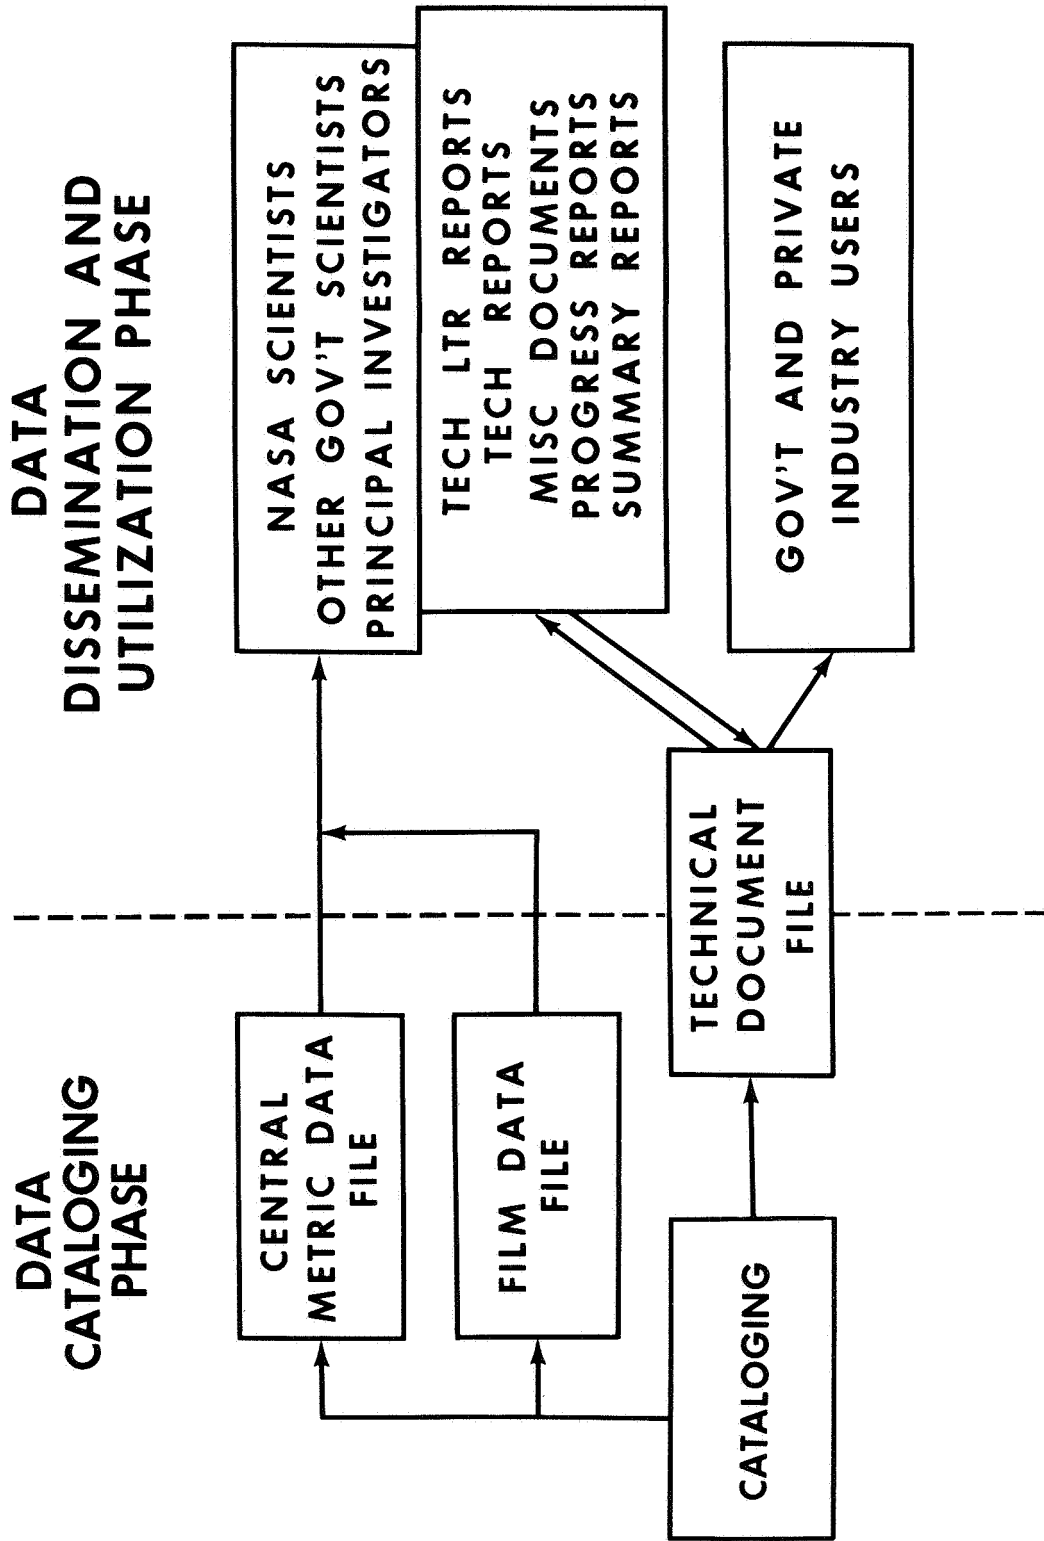 DATA
CATALOGING
PHASE
DATA
DISSEMINATION AND
UTILIZATION PHASE
CENTRAL
METRIC DATA
FILE
FILM DATA
FILE
CATALOGING
TECHNICAL
DOCUMENT
FILE
NASA SCIENTISTS
OTHER GOV'T SCIENTISTS
PRINCIPAL INVESTIGATORS
TECH LTR REPORTS
TECH REPORTS
MISC DOCUMENTS
PROGRESS REPORTS
SUMMARY REPORTS
GOV'T AND PRIVATE
INDUSTRY USERS